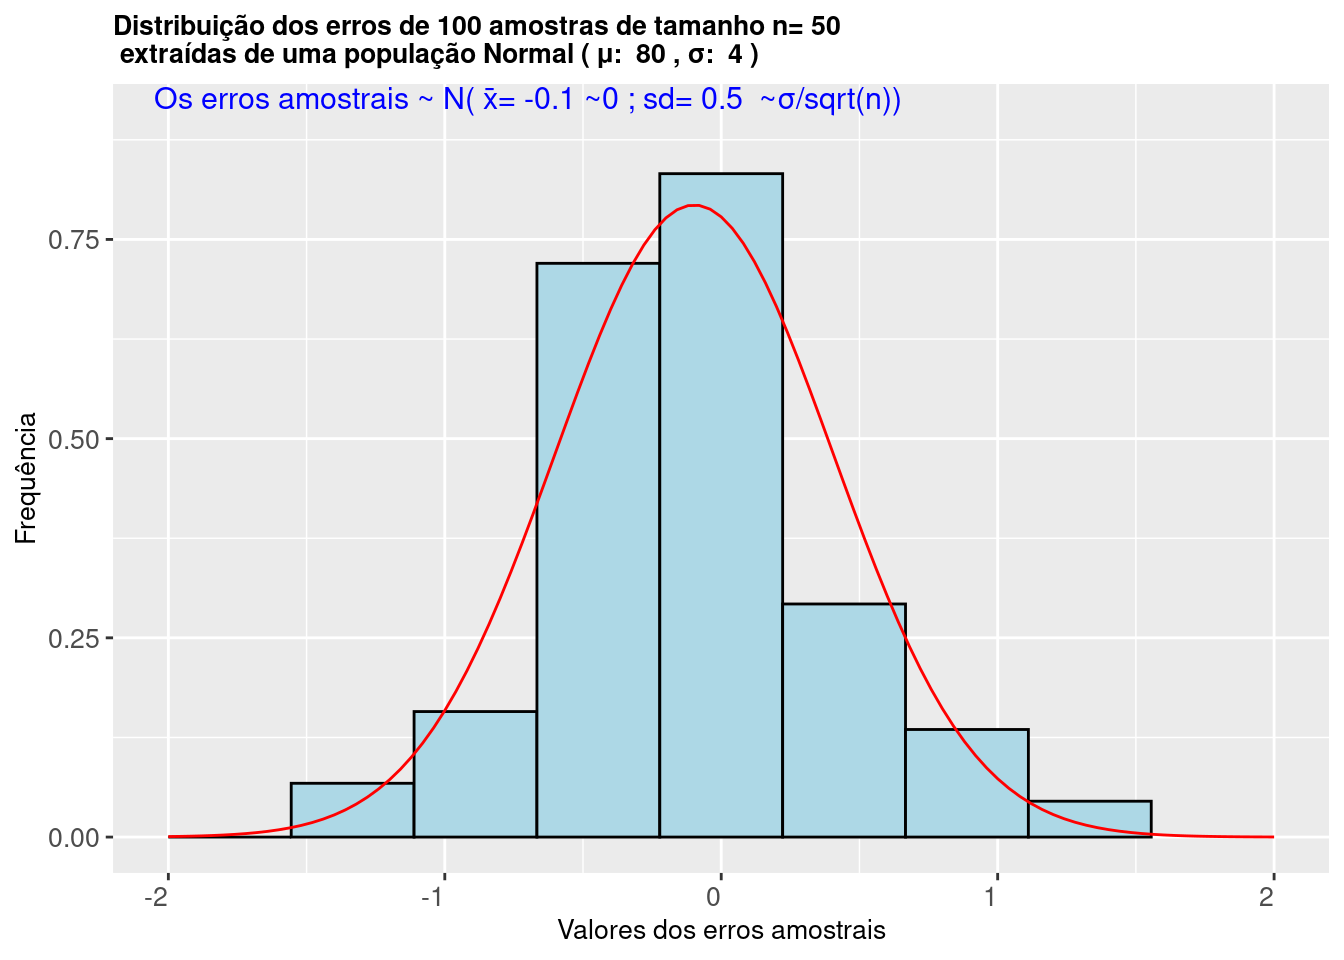 Distribuição dos erros de 100 amostras de tamanho n= 50
extraídas de uma população Normal ( μ:  80 , σ:  4 )
Os erros amostrais ~ N( x̄= -0.1 ~0 ; sd= 0.5  ~σ/sqrt(n))
Frequência
0.75
0.50
0.25
0.00
-2
-1
0
1
2
Valores dos erros amostrais